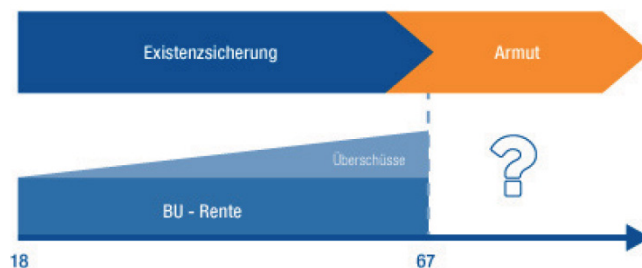 Existenzsicherung
Armut
Überschüsse
?
BU - Rente
18
67